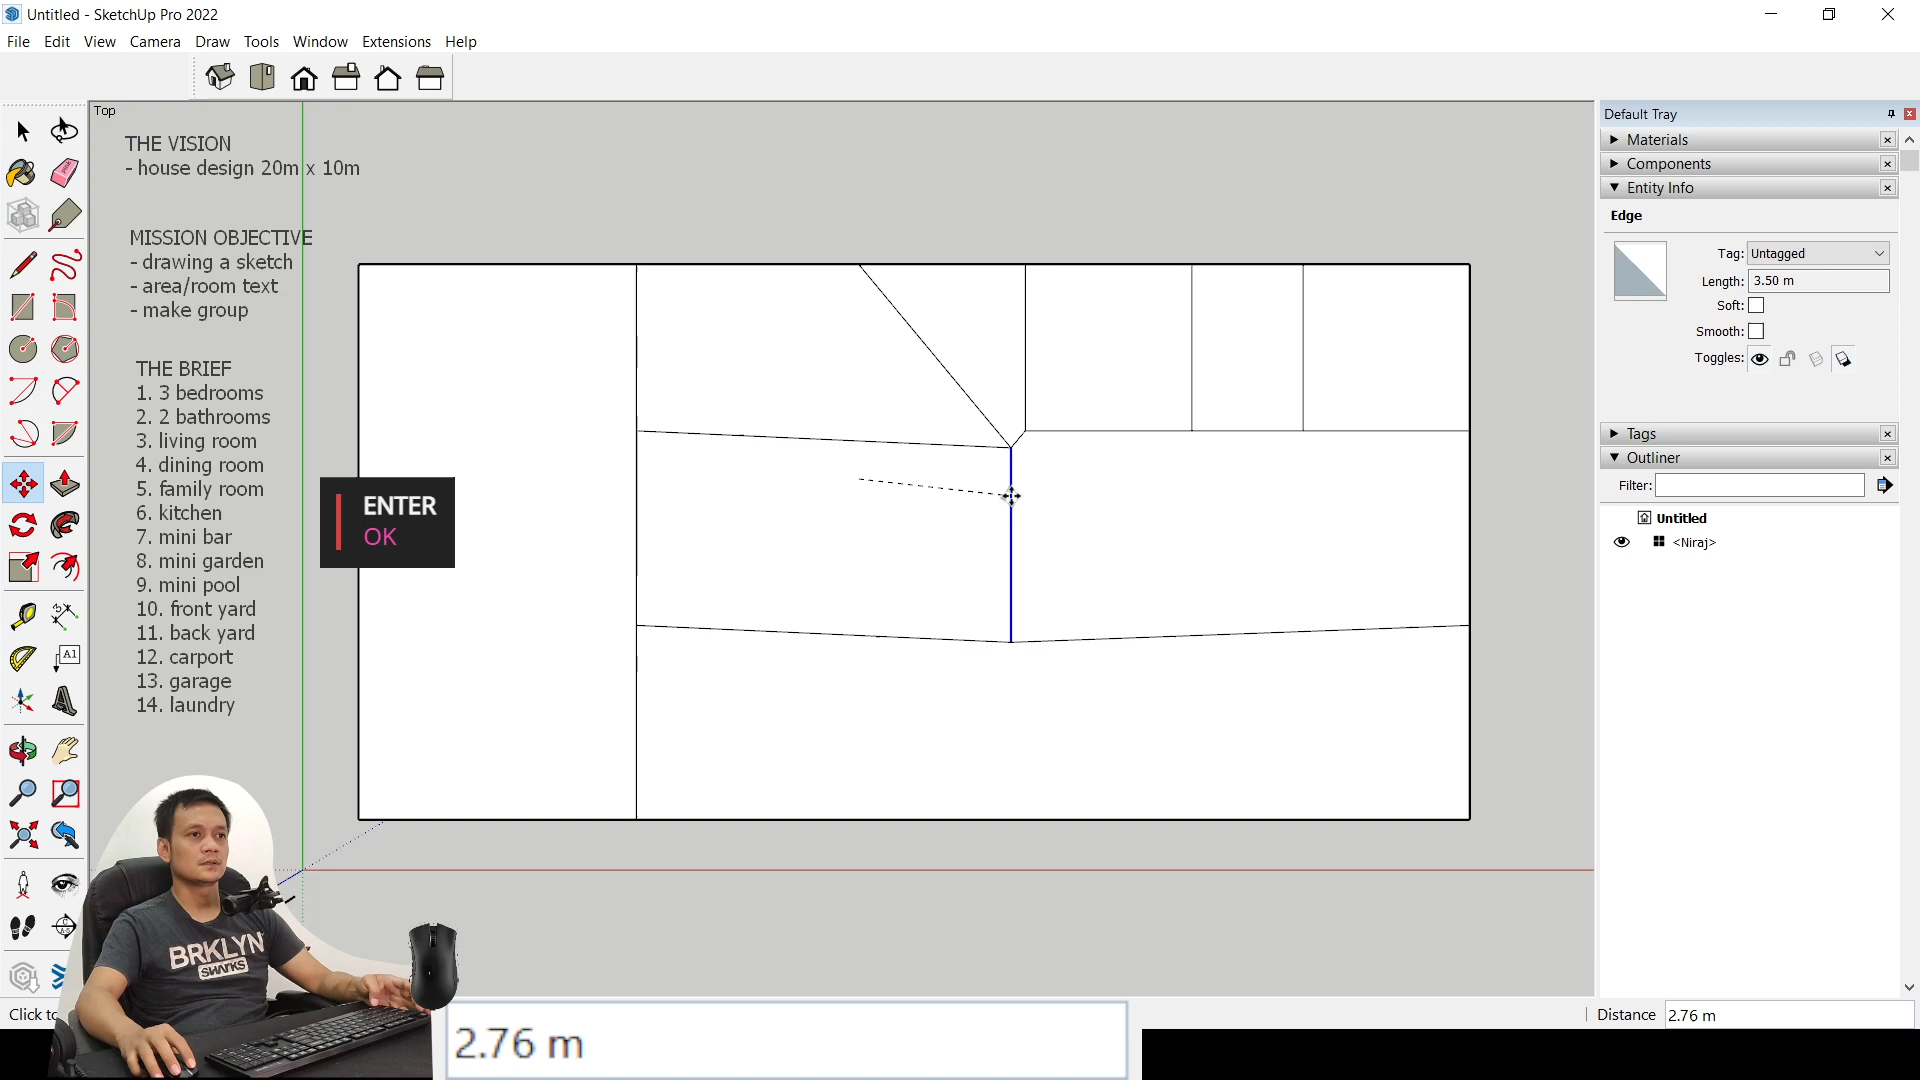 Untitled - SketchUp Pro 2022
File Edit View Camera Draw Tools Window Extensions Help
Top
THE VISION
- house design 20m x 10m
MISSION OBJECTIVE
- drawing a sketch
- area/room text
- make group
THE BRIEF
1. 3 bedrooms
2. 2 bathrooms
3. living room
4. dining room
5. family room
6. kitchen
7. mini bar
8. mini garden
9. mini pool
10. front yard
11. back yard
12. carport
13. garage
14. laundry
ENTER
OK
Default Tray
Materials
Components
Entity Info
Edge
Tag: Untagged
Length: 3.50 m
Soft:
Smooth:
Toggles:
Tags
Outliner
Filter:
Untitled
<Niraj>
A1
BRKLYN
SHARKS
Click to
Distance 2.76 m
2.76 m